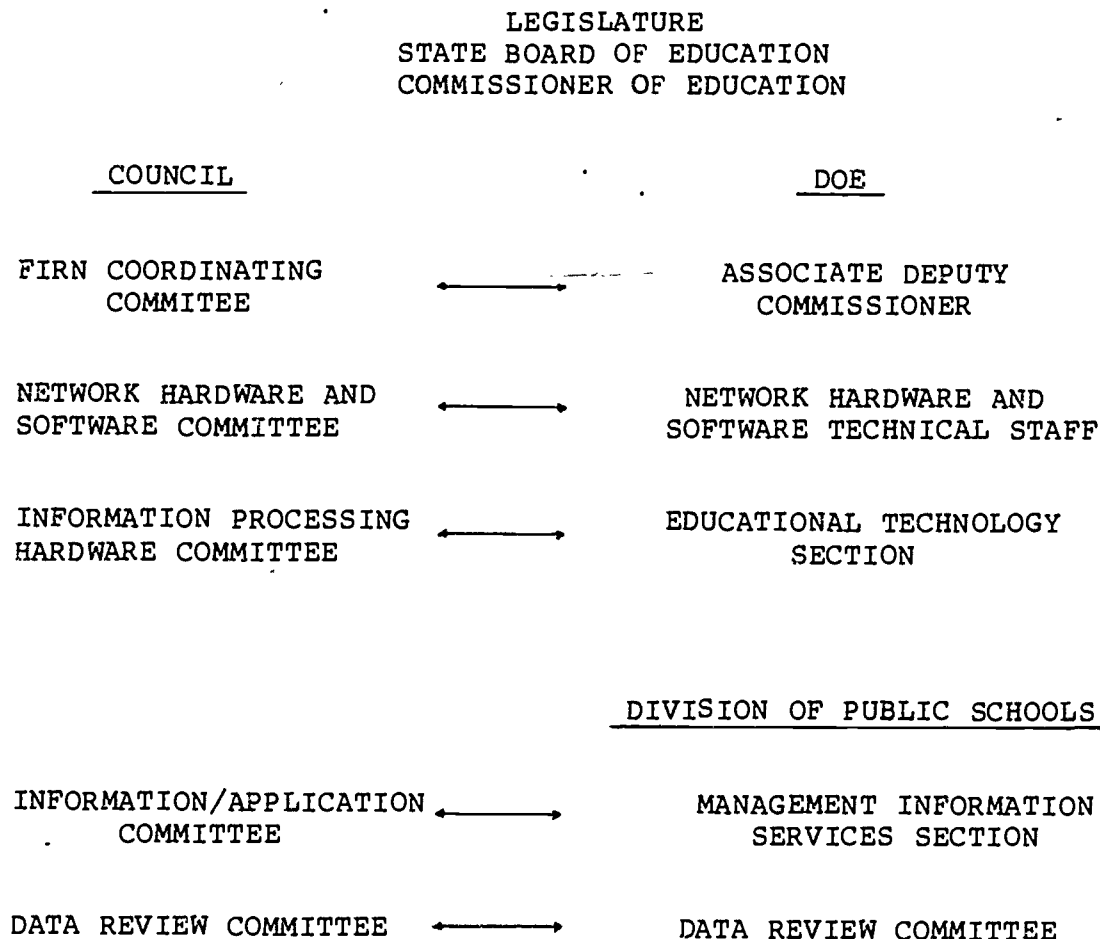 LEGISLATURE
STATE BOARD OF EDUCATION
COMMISSIONER OF EDUCATION
COUNCIL
DOE
FIRN COORDINATING
COMMITEE
ASSOCIATE DEPUTY
COMMISSIONER
NETWORK HARDWARE AND
SOFTWARE COMMITTEE
NETWORK HARDWARE AND
SOFTWARE TECHNICAL STAFF
INFORMATION PROCESSING
HARDWARE COMMITTEE
EDUCATIONAL TECHNOLOGY
SECTION
DIVISION OF PUBLIC SCHOOLS
INFORMATION/APPLICATION
COMMITTEE
MANAGEMENT INFORMATION
SERVICES SECTION
DATA REVIEW COMMITTEE
DATA REVIEW COMMITTEE